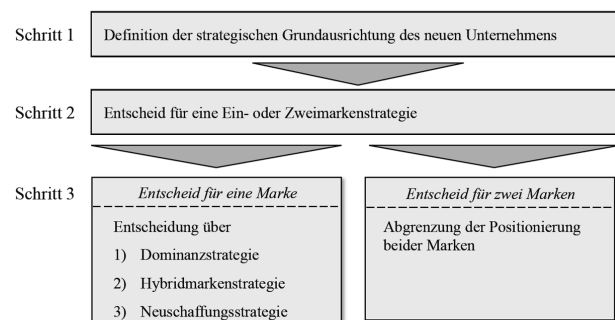 Schritt 1
Definition der strategischen Grundausrichtung des neuen Unternehmens
Schritt 2
Entscheid für eine Ein- oder Zweimarkenstrategie
Schritt 3
Entscheid für eine Marke
Entscheidung über
1) Dominanzstrategie
2) Hybridmarkenstrategie
3) Neuschaffungsstrategie
Entscheid für zwei Marken
Abgrenzung der Positionierung
beider Marken